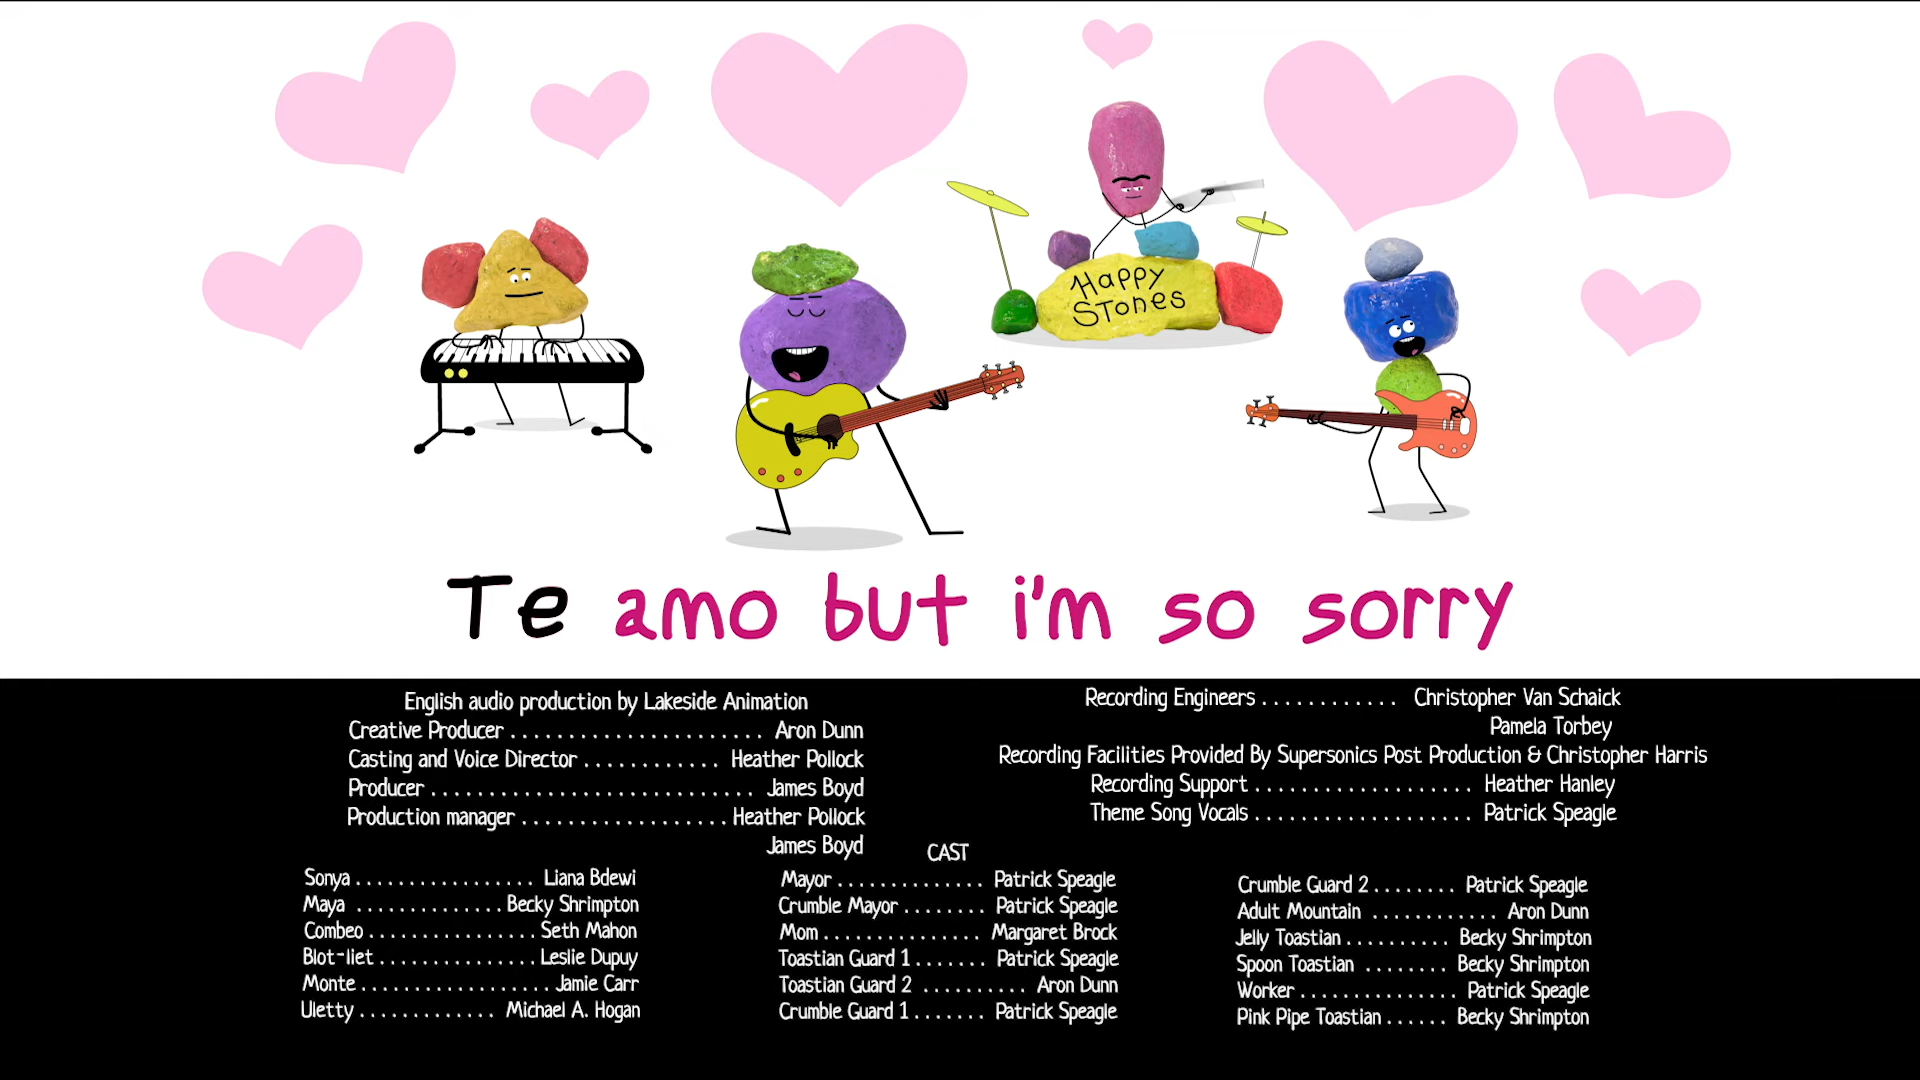 Happy
Stones
Te amo but i'm so sorry
English audio production by Lakeside Animation
Creative Producer . . . . . . . . . . . . . . . . . . . . . . Aron Dunn
Casting and Voice Director . . . . . . . . . . . . Heather Pollock
Producer . . . . . . . . . . . . . . . . . . . . . . . . . . . . James Boyd
Production manager . . . . . . . . . . . . . . . . . . Heather Pollock
James Boyd
Recording Engineers . . . . . . . . . . . . Christopher Van Schaick
Pamela Torbey
Recording Facilities Provided By Supersonics Post Production & Christopher Harris
Recording Support . . . . . . . . . . . . . . . . . . . Heather Hanley
Theme Song Vocals . . . . . . . . . . . . . . . . . . . Patrick Speagle
CAST
Sonya . . . . . . . . . . . . . . . . . Liana Bdewi
Maya . . . . . . . . . . . . . . Becky Shrimpton
Combeo . . . . . . . . . . . . . . . . Seth Mahon
Blot-liet . . . . . . . . . . . . . . . Leslie Dupuy
Monte . . . . . . . . . . . . . . . . . . Jamie Carr
Uletty . . . . . . . . . . . . . Michael A. Hogan
Mayor . . . . . . . . . . . . . . Patrick Speagle
Crumble Mayor . . . . . . . . Patrick Speagle
Mom . . . . . . . . . . . . . . . Margaret Brock
Toastian Guard 1 . . . . . . . Patrick Speagle
Toastian Guard 2 . . . . . . . . . . Aron Dunn
Crumble Guard 1 . . . . . . . Patrick Speagle
Crumble Guard 2 . . . . . . . . Patrick Speagle
Adult Mountain . . . . . . . . . . . . Aron Dunn
Jelly Toastian . . . . . . . . . . Becky Shrimpton
Spoon Toastian . . . . . . . . Becky Shrimpton
Worker . . . . . . . . . . . . . . . Patrick Speagle
Pink Pipe Toastian . . . . . . Becky Shrimpton